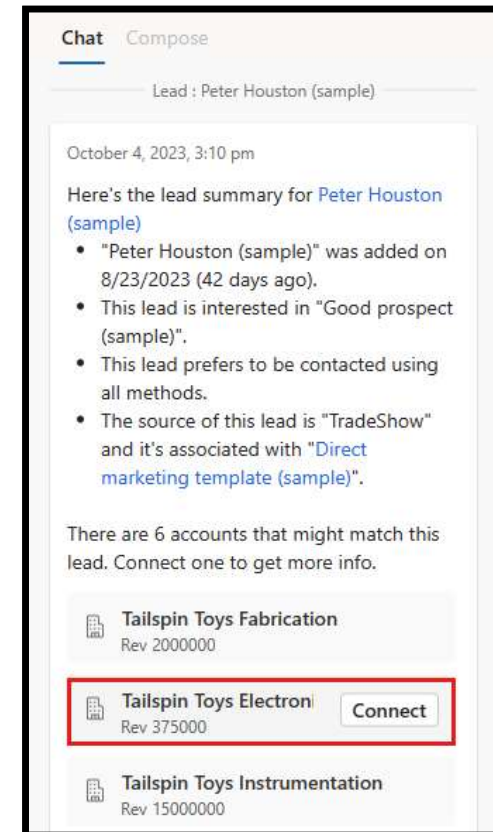 Chat Compose
Lead : Peter Houston (sample)
October 4, 2023, 3:10 pm
Here's the lead summary for Peter Houston
(sample)
• "Peter Houston (sample)" was added on
8/23/2023 (42 days ago).
• This lead is interested in "Good prospect
(sample)".
• This lead prefers to be contacted using
all methods.
• The source of this lead is "TradeShow"
and it's associated with "Direct
marketing template (sample)".
There are 6 accounts that might match this
lead. Connect one to get more info.
Tailspin Toys Fabrication
Rev 2000000
Tailspin Toys Electroni
Connect
Rev 375000
Tailspin Toys Instrumentation
Rev 15000000